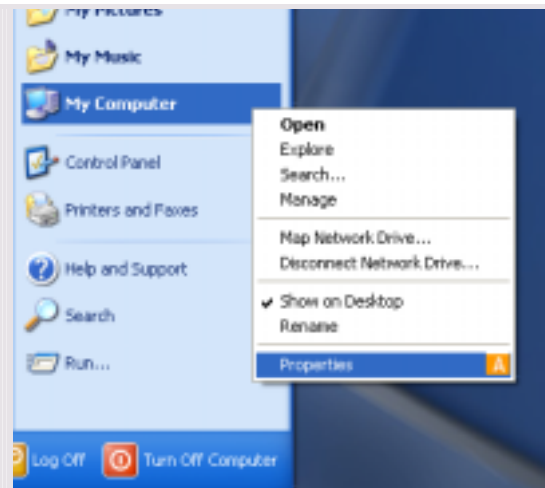 My Pictures
My Music
My Computer
Control Panel
Printers and Faxes
Help and Support
Search
Run...
Log Off
Turn Off Computer
Open
Explore
Search...
Manage
Map Network Drive...
Disconnect Network Drive...
Show on Desktop
Rename
Properties
A